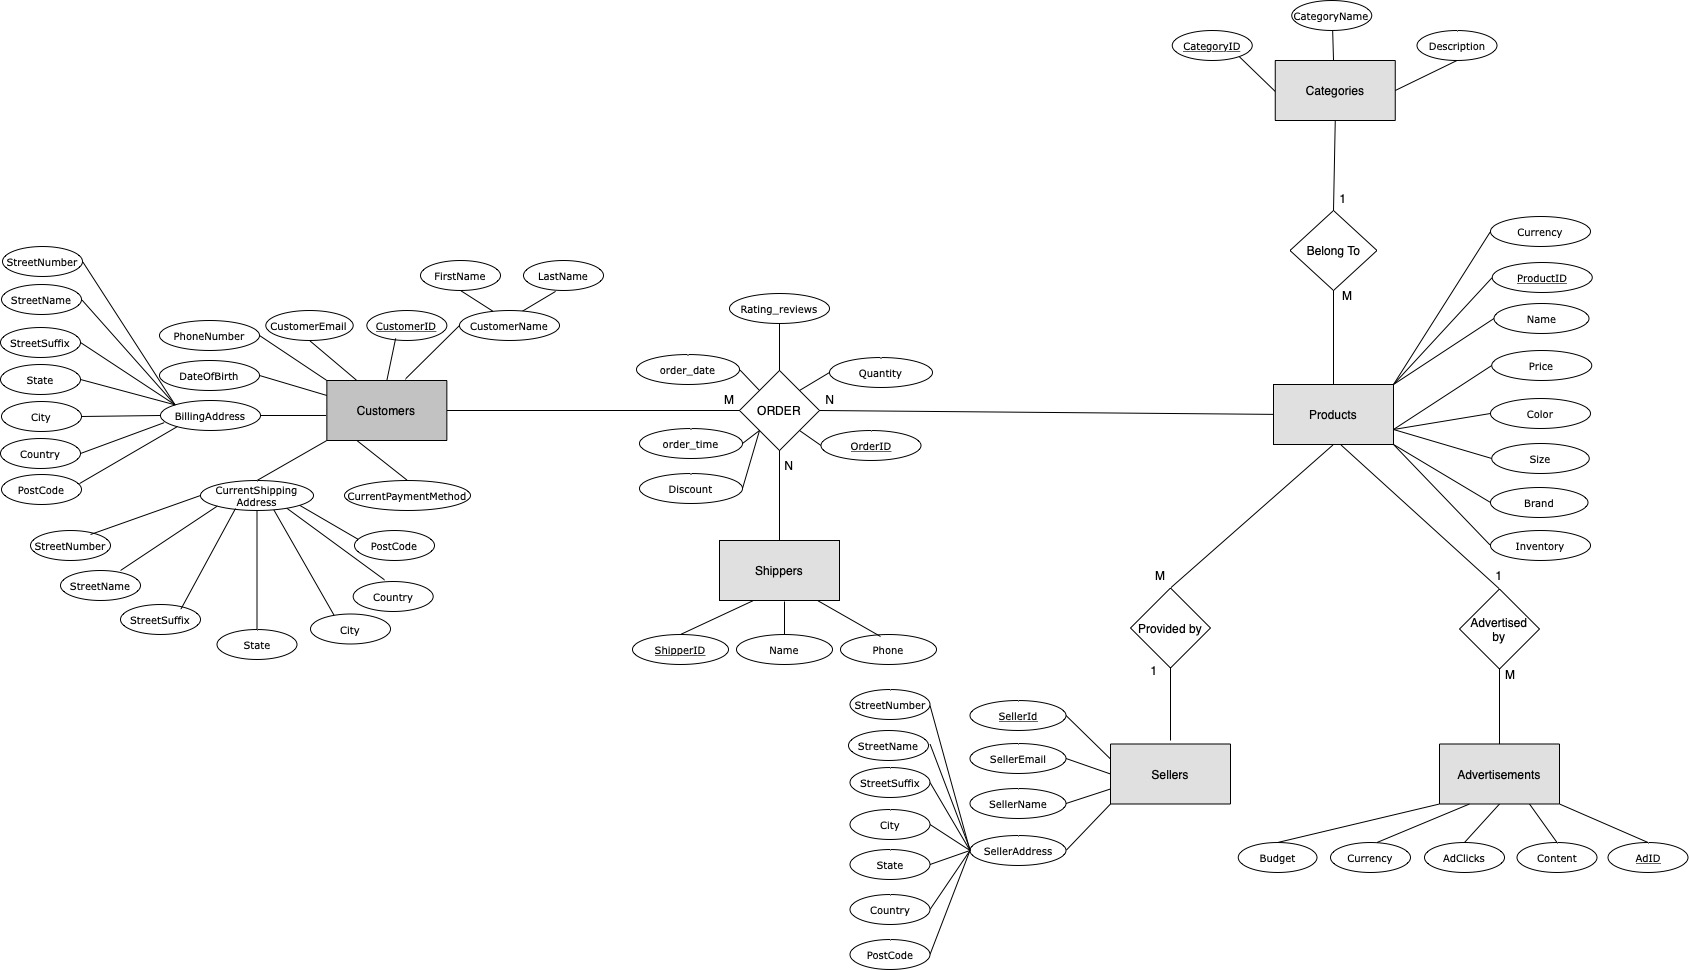 CategoryName
CategoryID
Description
Categories
1
Belong To
M
Currency
ProductID
Name
Price
Color
Size
Brand
Inventory
Products
StreetNumber
StreetName
StreetSuffix
State
City
Country
PostCode
PhoneNumber
DateOfBirth
BillingAddress
CustomerEmail
CustomerID
FirstName
LastName
CustomerName
Customers
CurrentShipping
Address
CurrentPaymentMethod
StreetNumber
StreetName
StreetSuffix
State
City
Country
PostCode
Rating_reviews
order_date
Quantity
M
N
ORDER
order_time
OrderID
N
Discount
Shippers
ShipperID
Name
Phone
M
Provided by
1
1
Advertised
by
M
StreetNumber
StreetName
StreetSuffix
City
State
Country
PostCode
SellerId
SellerEmail
SellerName
SellerAddress
Sellers
Advertisements
Budget
Currency
AdClicks
Content
AdID